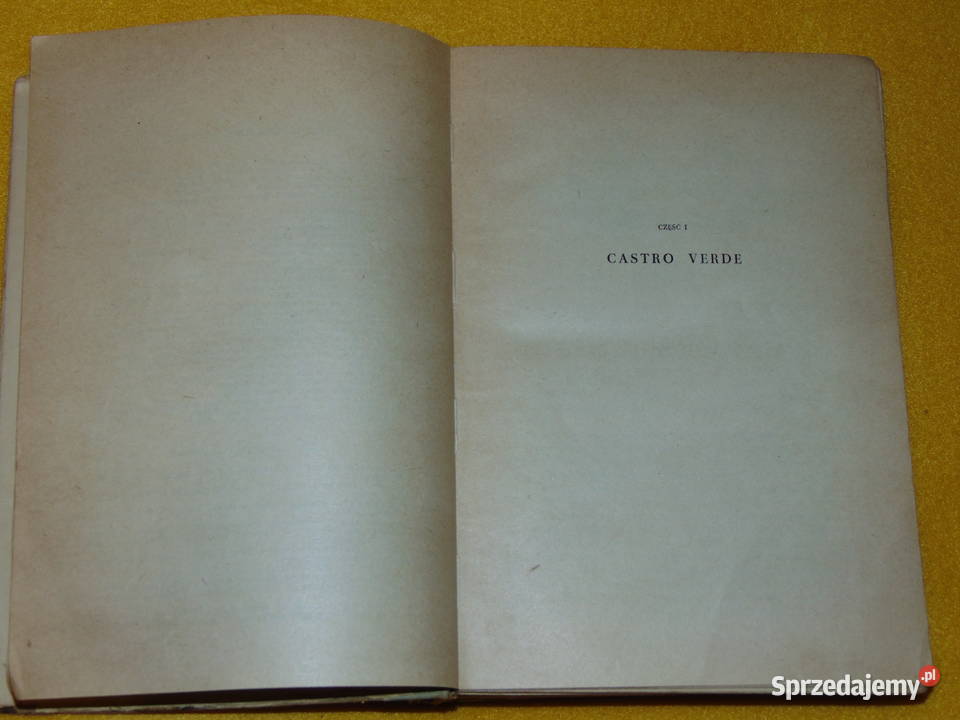 CZĘŚĆ I
CASTRO VERDE
Sprzedajemy.pl